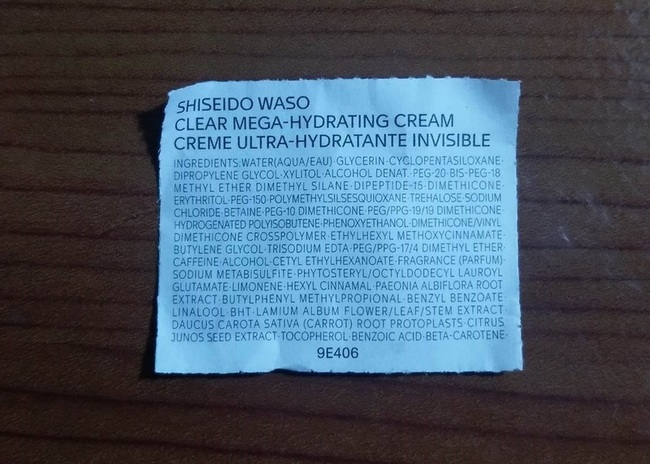 SHISEIDO WASO
CLEAR MEGA-HYDRATING CREAM
CREME ULTRA-HYDRATANTE INVISIBLE
INGREDIENTS:WATER(AQUA/EAU)·GLYCERIN·CYCLOPENTASILOXANE·
DIPROPYLENE GLYCOL·XYLITOL·ALCOHOL DENAT.·PEG-20·BIS-PEG-18
METHYL ETHER DIMETHYL SILANE·DIPEPTIDE-15·DIMETHICONE·
ERYTHRITOL·PEG-150·POLYMETHYLSILSESQUIOXANE·TREHALOSE·SODIUM
CHLORIDE·BETAINE·PEG-10 DIMETHICONE·PEG/PPG-19/19 DIMETHICONE·
HYDROGENATED POLYISOBUTENE·PHENOXYETHANOL·DIMETHICONE/VINYL
DIMETHICONE CROSSPOLYMER·ETHYLHEXYL METHOXYCINNAMATE·
BUTYLENE GLYCOL·TRISODIUM EDTA·PEG/PPG-17/4 DIMETHYL ETHER·
CAFFEINE·ALCOHOL·CETYL ETHYLHEXANOATE·FRAGRANCE (PARFUM)·
SODIUM METABISULFITE·PHYTOSTERYL/OCTYLDODECYL LAUROYL
GLUTAMATE·LIMONENE·HEXYL CINNAMAL·PAEONIA ALBIFLORA ROOT
EXTRACT·BUTYLPHENYL METHYLPROPIONAL·BENZYL BENZOATE·
LINALOOL·BHT·LAMIUM ALBUM FLOWER/LEAF/STEM EXTRACT·
DAUCUS CAROTA SATIVA (CARROT) ROOT PROTOPLASTS·CITRUS
JUNOS SEED EXTRACT·TOCOPHEROL·BENZOIC ACID·BETA-CAROTENE·
9E406